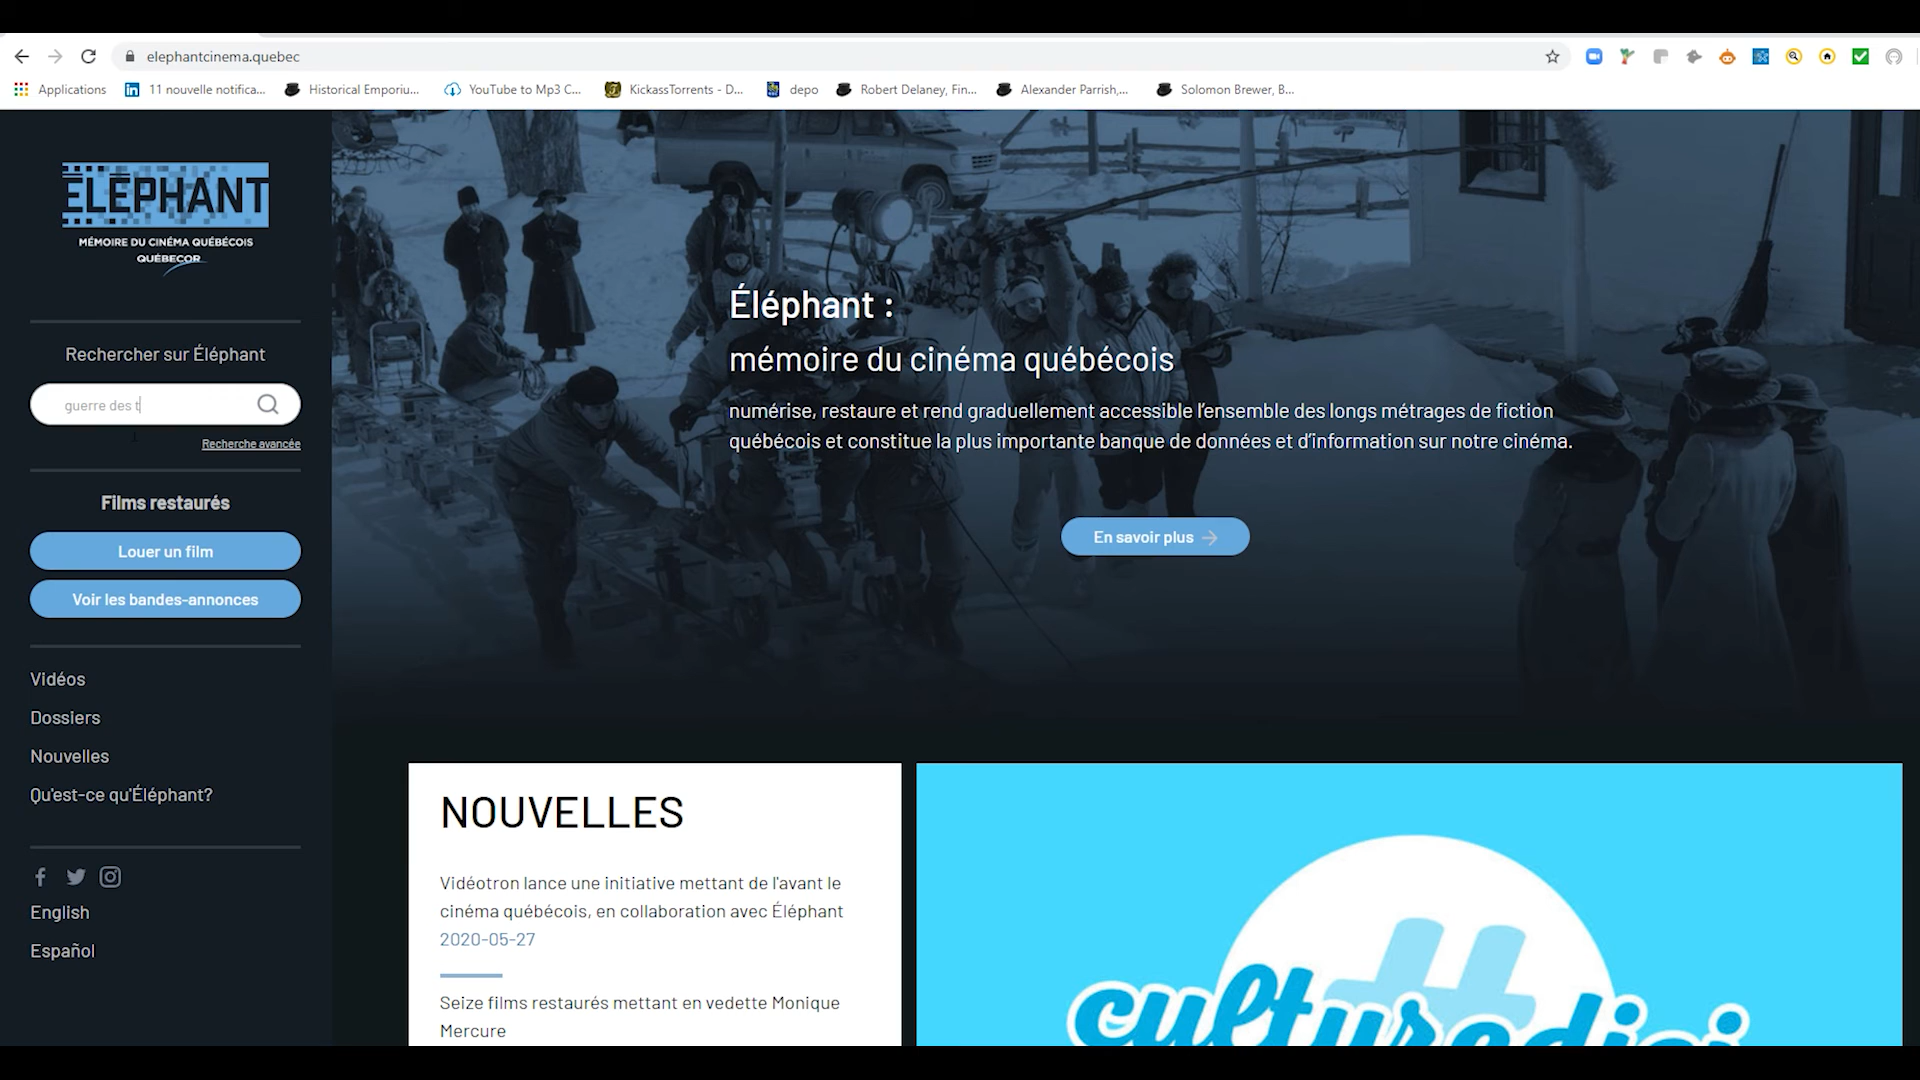 elephantcinema.quebec
Applications
11 nouvelle notifica...
Historical Emporiu...
YouTube to Mp3 C...
KickassTorrents - D...
depo
Robert Delaney, Fin...
Alexander Parrish,...
Solomon Brewer, B...
ÉLÉPHANT
MÉMOIRE DU CINÉMA QUÉBÉCOIS
QUÉBECOR
Rechercher sur Éléphant
guerre des t
Recherche avancée
Films restaurés
Louer un film
Voir les bandes-annonces
Vidéos
Dossiers
Nouvelles
Qu'est-ce qu'Éléphant?
English
Español
Éléphant :
mémoire du cinéma québécois
numérise, restaure et rend graduellement accessible l’ensemble des longs métrages de fiction
québécois et constitue la plus importante banque de données et d’information sur notre cinéma.
En savoir plus
NOUVELLES
Vidéotron lance une initiative mettant de l'avant le
cinéma québécois, en collaboration avec Éléphant
2020-05-27
Seize films restaurés mettant en vedette Monique
Mercure
#
culturedigi